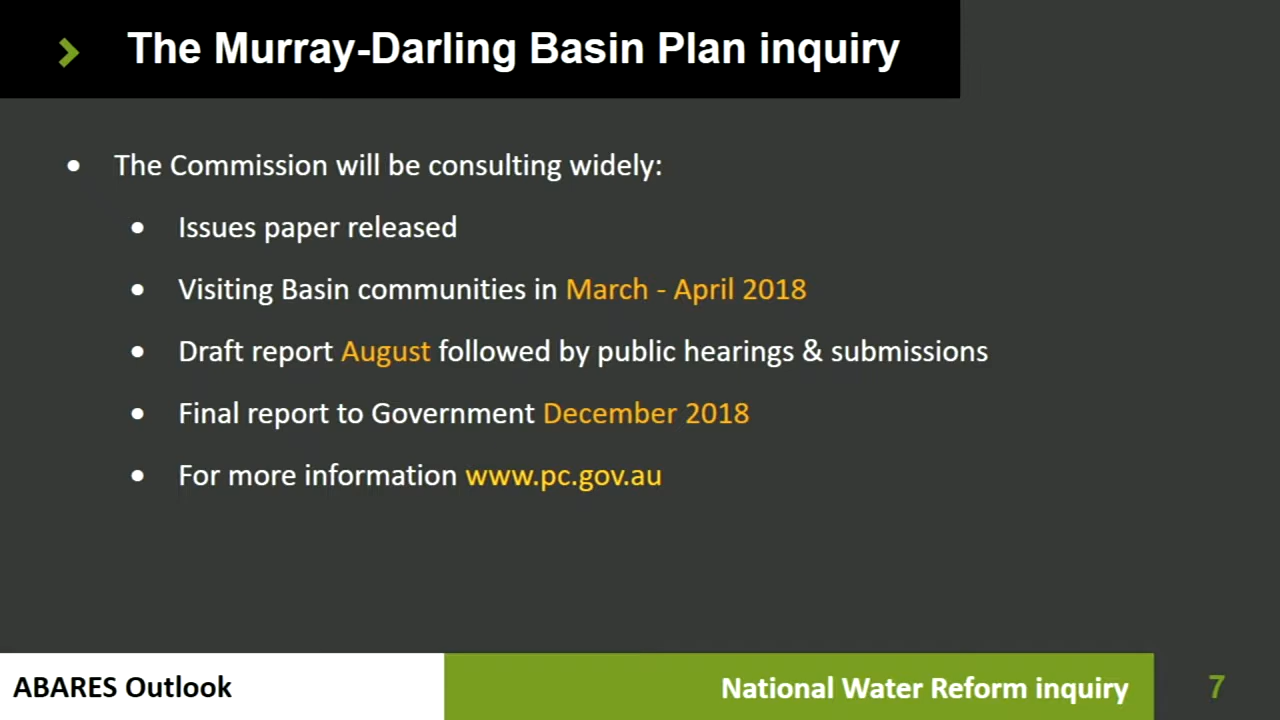 The Murray-Darling Basin Plan inquiry
• The Commission will be consulting widely:
• Issues paper released
• Visiting Basin communities in March - April 2018
• Draft report August followed by public hearings & submissions
• Final report to Government December 2018
• For more information www.pc.gov.au
ABARES Outlook
National Water Reform inquiry
7